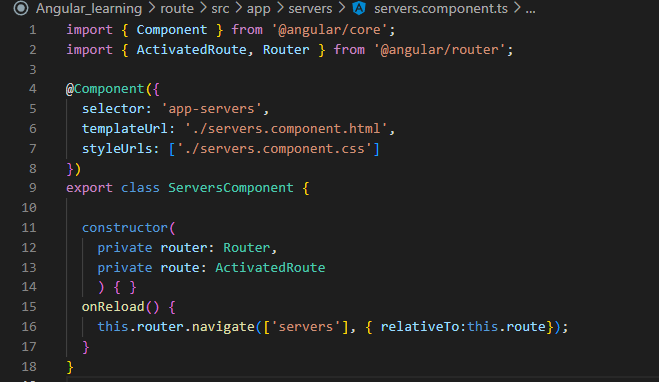 Angular_learning > route > src > app > servers > servers.component.ts > ...
1 import { Component } from '@angular/core';
2 import { ActivatedRoute, Router } from '@angular/router';
3
4 @Component({
5   selector: 'app-servers',
6   templateUrl: './servers.component.html',
7   styleUrls: ['./servers.component.css']
8 })
9 export class ServersComponent {
10
11   constructor(
12     private router: Router,
13     private route: ActivatedRoute
14     ) { }
15   onReload() {
16     this.router.navigate(['servers'], { relativeTo:this.route});
17   }
18 }